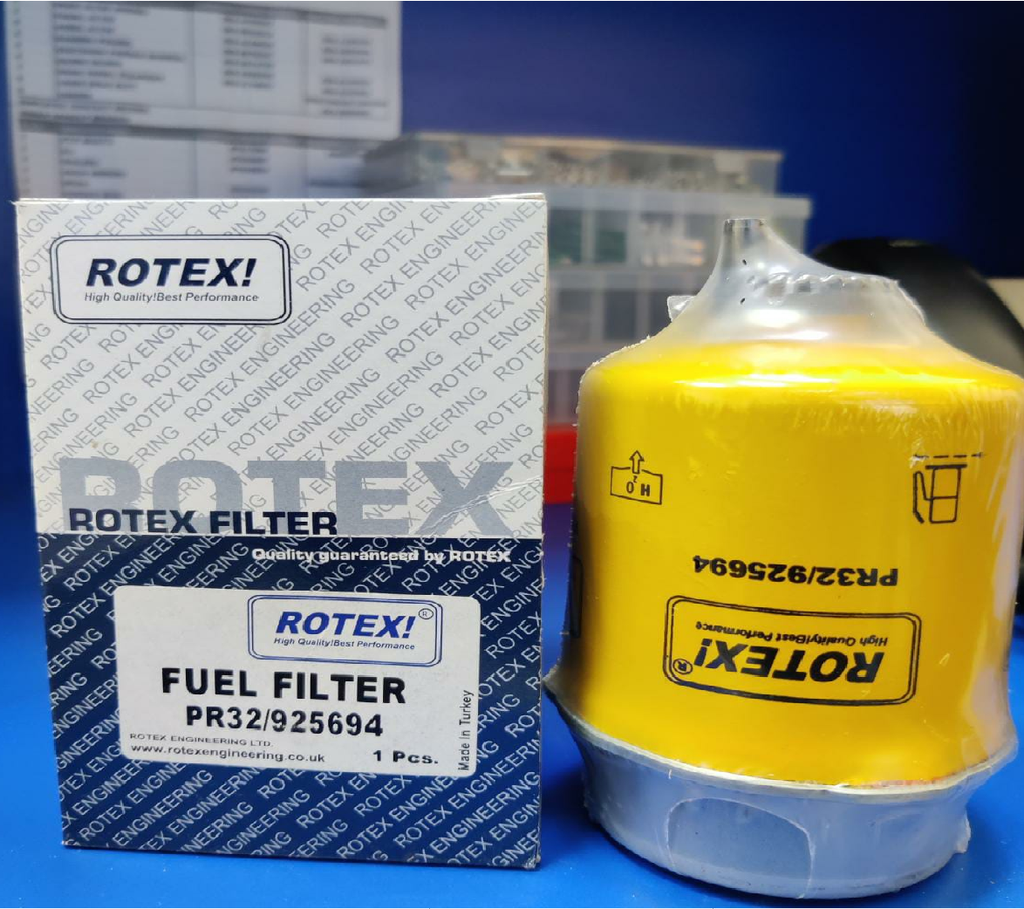 ROTEX!
High Quality!Best Performance
ROTEX
ROTEX FILTER
Quality guaranteed by ROTEX
ROTEX!®
High Quality!Best Performance
FUEL FILTER
PR32/925694
ROTEX ENGINEERING LTD.
www.rotexengineering.co.uk
1 Pcs.
Made in Turkey
ROTEX ENGINEERING
H2O
PR32/925694
ROTEX!®
High Quality!Best Performance